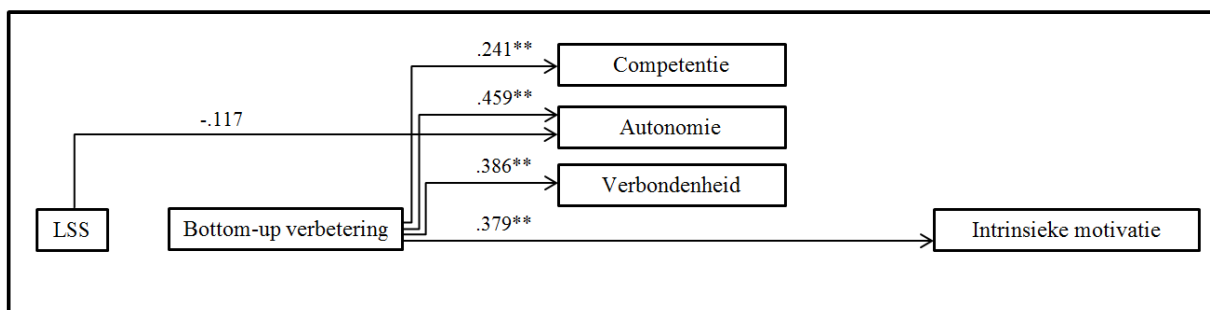 .241**
Competentie
.459**
-.117
Autonomie
.386**
Verbondenheid
LSS
Bottom-up verbetering
.379**
Intrinsieke motivatie